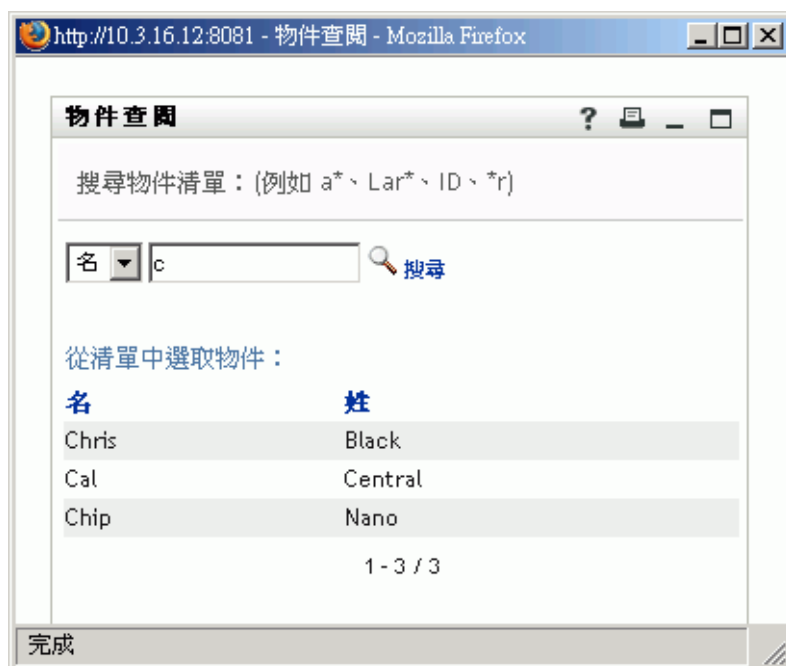 http://10.3.16.12:8081 - 物件查閱 - Mozilla Firefox
物件查閱
搜尋物件清單：(例如 a*、Lar*、ID、*r)
名 c 搜尋
從清單中選取物件：
名 姓
Chris Black
Cal Central
Chip Nano
1 - 3 / 3
完成